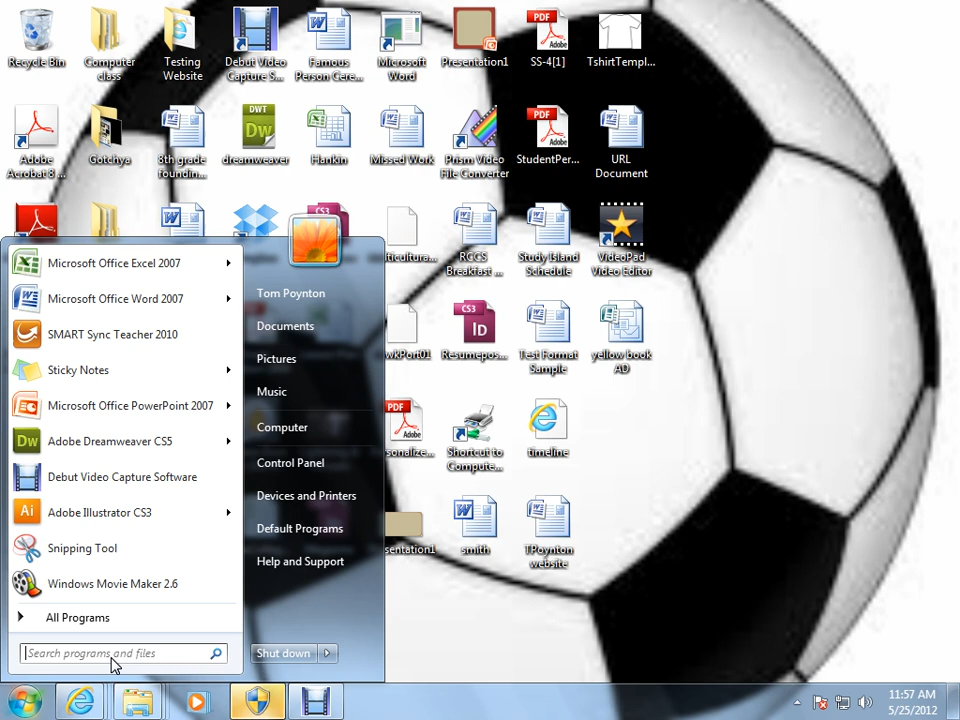 Recycle Bin
Computer class
Testing Website
Debut Video Capture S...
Famous Person Cere...
Microsoft Word
Presentation1
SS-4[1]
TshirtTempl...
Adobe Acrobat 8 ...
Gotchya
8th grade foundin...
dreamweaver
Hankin
Missed Work
Prism Video File Converter
StudentPer...
URL Document
RCCS Breakfast ...
Study Island Schedule
VideoPad Video Editor
Resumepos...
Test Format Sample
yellow book AD
Shortcut to Compute...
timeline
smith
TPoynton website
Microsoft Office Excel 2007
Microsoft Office Word 2007
SMART Sync Teacher 2010
Sticky Notes
Microsoft Office PowerPoint 2007
Adobe Dreamweaver CS5
Debut Video Capture Software
Adobe Illustrator CS3
Snipping Tool
Windows Movie Maker 2.6
All Programs
Search programs and files
Tom Poynton
Documents
Pictures
Music
Computer
Control Panel
Devices and Printers
Default Programs
Help and Support
Shut down
11:57 AM
5/25/2012